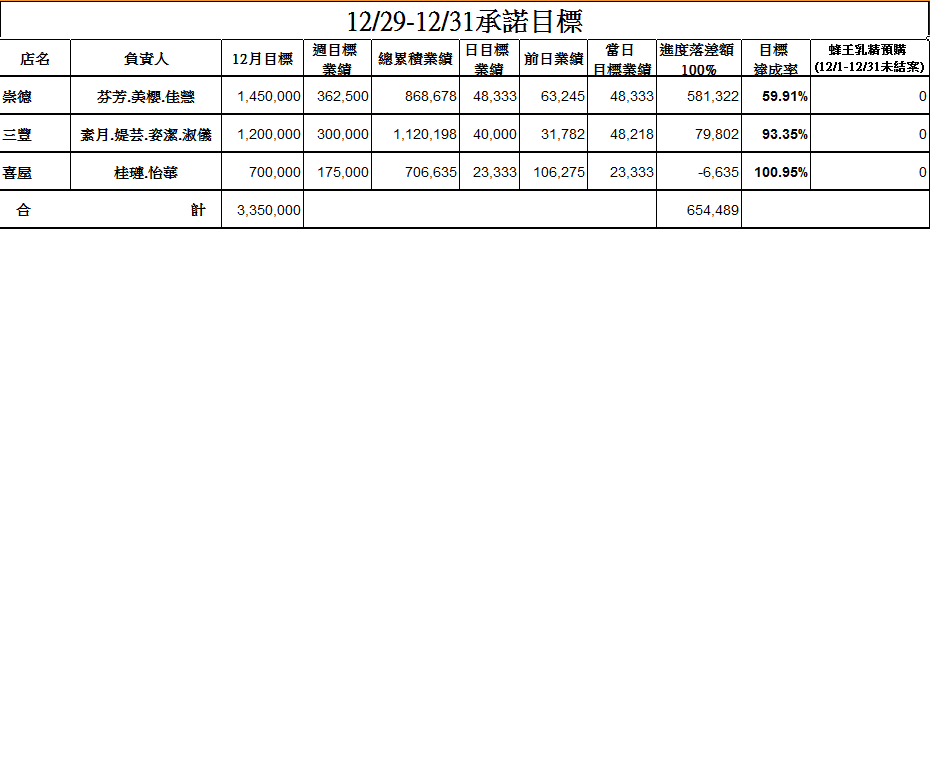 12/29-12/31承諾目標
店名 負責人 12月目標 週目標業績 總累積業績 日目標業績 前日業績 當日目標業績 進度落差額100% 目標達成率 蜂王乳精預購(12/1-12/31未結案)
崇德 芬芳.美櫻.佳慧 1,450,000 362,500 868,678 48,333 63,245 48,333 581,322 59.91% 0
三豐 素月.媞芸.姿潔.淑儀 1,200,000 300,000 1,120,198 40,000 31,782 48,218 79,802 93.35% 0
喜屋 桂璉.怡華 700,000 175,000 706,635 23,333 106,275 23,333 -6,635 100.95% 0
合計 3,350,000 654,489